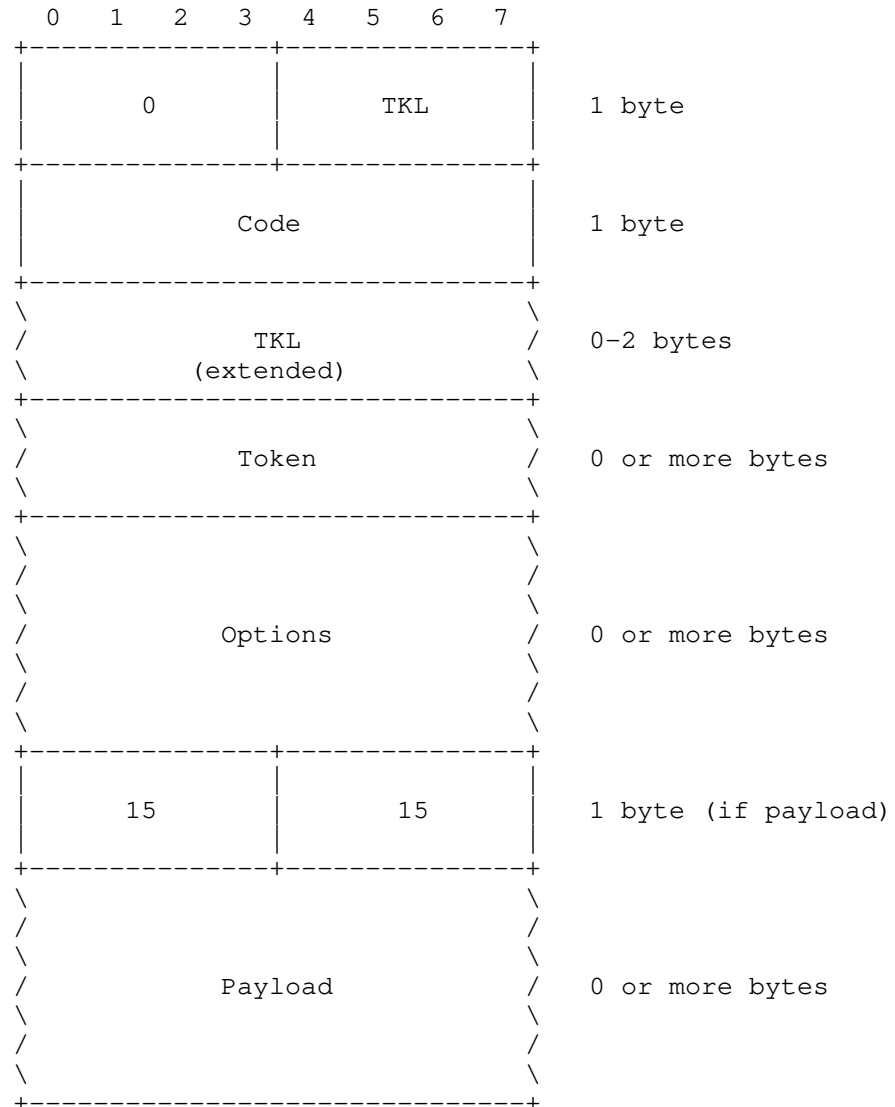 0 1 2 3 4 5 6 7
0 TKL 1 byte
Code 1 byte
TKL 0-2 bytes
(extended)
Token 0 or more bytes
Options 0 or more bytes
15 15 1 byte (if payload)
Payload 0 or more bytes